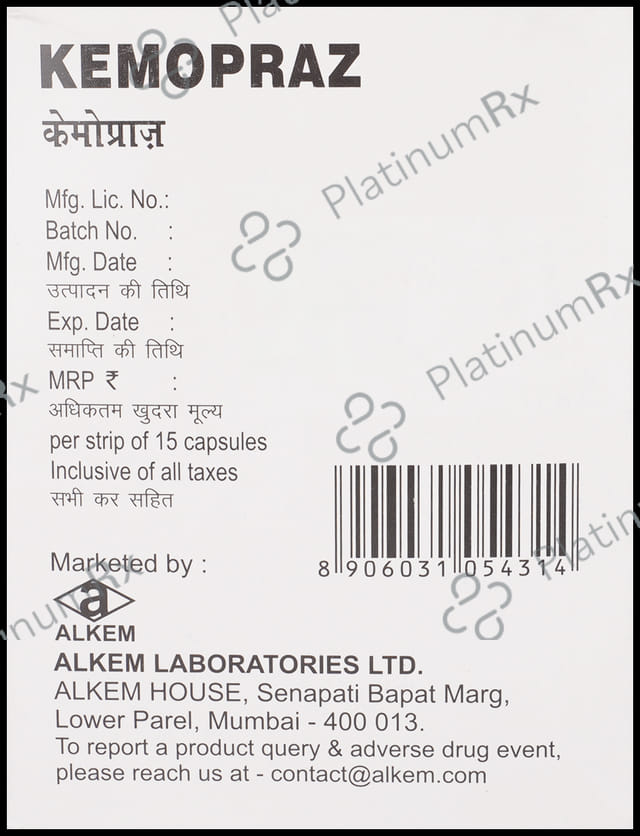 KEMOPRAZ
केमोप्राज़
Mfg. Lic. No.:
Batch No. :
Mfg. Date :
उत्पादन की तिथि
Exp. Date :
समाप्ति की तिथि
MRP ₹ :
अधिकतम खुदरा मूल्य
per strip of 15 capsules
Inclusive of all taxes
सभी कर सहित
8 906031 054314
Marketed by :
a
ALKEM
ALKEM LABORATORIES LTD.
ALKEM HOUSE, Senapati Bapat Marg,
Lower Parel, Mumbai - 400 013.
To report a product query & adverse drug event,
please reach us at - contact@alkem.com
PlatinumRx
PlatinumRx